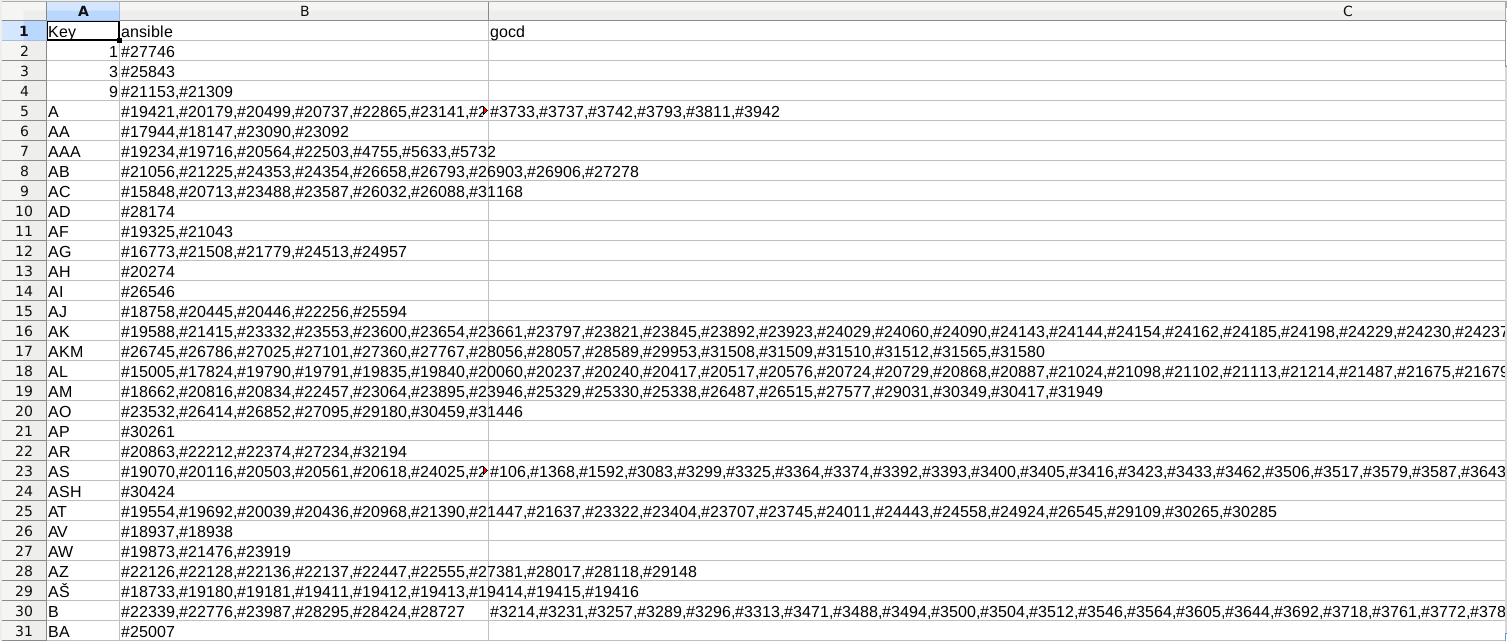 A B C
1 Key ansible gocd
2 1 #27746
3 3 #25843
4 9 #21153,#21309
5 A #19421,#20179,#20499,#20737,#22865,#23141,#2 #3733,#3737,#3742,#3793,#3811,#3942
6 AA #17944,#18147,#23090,#23092
7 AAA #19234,#19716,#20564,#22503,#4755,#5633,#5732
8 AB #21056,#21225,#24353,#24354,#26658,#26793,#26903,#26906,#27278
9 AC #15848,#20713,#23488,#23587,#26032,#26088,#31168
10 AD #28174
11 AF #19325,#21043
12 AG #16773,#21508,#21779,#24513,#24957
13 AH #20274
14 AI #26546
15 AJ #18758,#20445,#20446,#22256,#25594
16 AK #19588,#21415,#23332,#23553,#23600,#23654,#23661,#23797,#23821,#23845,#23892,#23923,#24029,#24060,#24090,#24143,#24144,#24154,#24162,#24185,#24198,#24229,#24230,#24237
17 AKM #26745,#26786,#27025,#27101,#27360,#27767,#28056,#28057,#28589,#29953,#31508,#31509,#31510,#31512,#31565,#31580
18 AL #15005,#17824,#19790,#19791,#19835,#19840,#20060,#20237,#20240,#20417,#20517,#20576,#20724,#20729,#20868,#20887,#21024,#21098,#21102,#21113,#21214,#21487,#21675,#21679
19 AM #18662,#20816,#20834,#22457,#23064,#23895,#23946,#25329,#25330,#25338,#26487,#26515,#27577,#29031,#30349,#30417,#31949
20 AO #23532,#26414,#26852,#27095,#29180,#30459,#31446
21 AP #30261
22 AR #20863,#22212,#22374,#27234,#32194
23 AS #19070,#20116,#20503,#20561,#20618,#24025,#2 #106,#1368,#1592,#3083,#3299,#3325,#3364,#3374,#3392,#3393,#3400,#3405,#3416,#3423,#3433,#3462,#3506,#3517,#3579,#3587,#3643
24 ASH #30424
25 AT #19554,#19692,#20039,#20436,#20968,#21390,#21447,#21637,#23322,#23404,#23707,#23745,#24011,#24443,#24558,#24924,#26545,#29109,#30265,#30285
26 AV #18937,#18938
27 AW #19873,#21476,#23919
28 AZ #22126,#22128,#22136,#22137,#22447,#22555,#27381,#28017,#28118,#29148
29 AŠ #18733,#19180,#19181,#19411,#19412,#19413,#19414,#19415,#19416
30 B #22339,#22776,#23987,#28295,#28424,#28727 #3214,#3231,#3257,#3289,#3296,#3313,#3471,#3488,#3494,#3500,#3504,#3512,#3546,#3564,#3605,#3644,#3692,#3718,#3761,#3772,#378
31 BA #25007